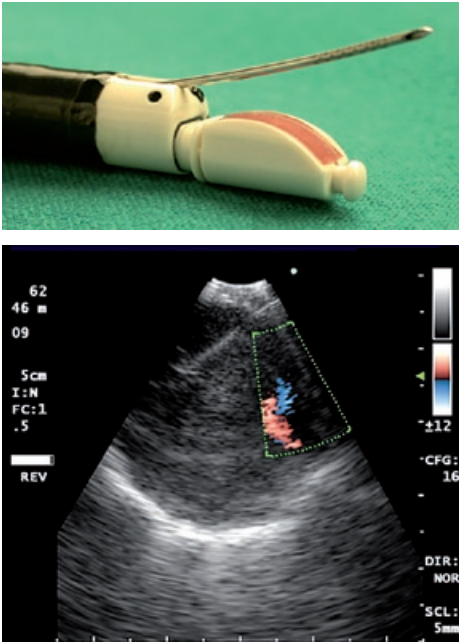 62
46 m
09
5cm
I:N
FC:1
.5
REV
±12
CFG:
16
DIR:
NOR
SCL:
5mm